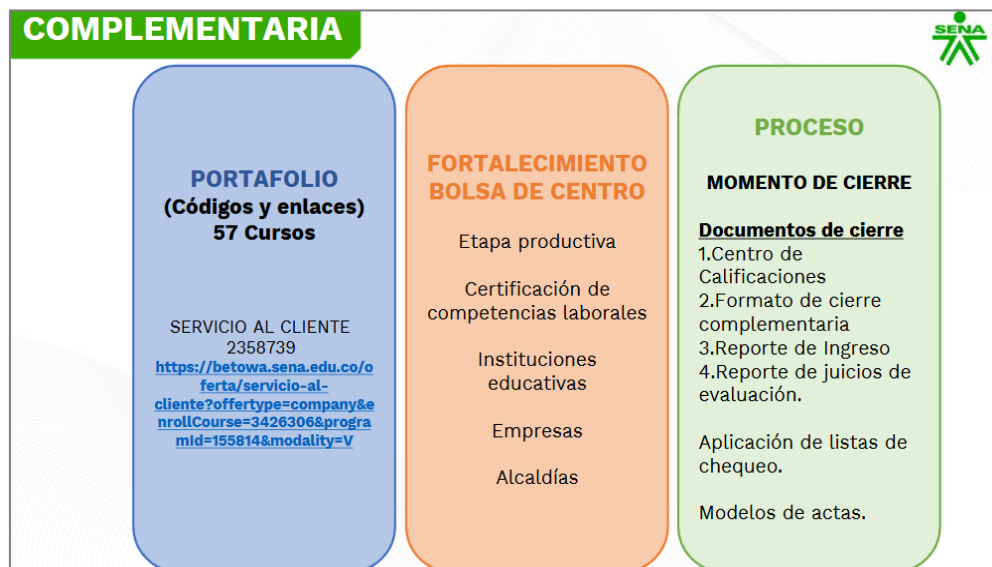 COMPLEMENTARIA
SENA
PORTAFOLIO
(Códigos y enlaces)
57 Cursos
SERVICIO AL CLIENTE
2358739
https://betowa.sena.edu.co/o
ferta/servicio-al-
cliente?offertype=company&e
nrollCourse=3426306&progra
mId=155814&modality=V
FORTALECIMIENTO
BOLSA DE CENTRO
Etapa productiva
Certificación de
competencias laborales
Instituciones
educativas
Empresas
Alcaldías
PROCESO
MOMENTO DE CIERRE
Documentos de cierre
1.Centro de
Calificaciones
2.Formato de cierre
complementaria
3.Reporte de Ingreso
4.Reporte de juicios de
evaluación.
Aplicación de listas de
chequeo.
Modelos de actas.